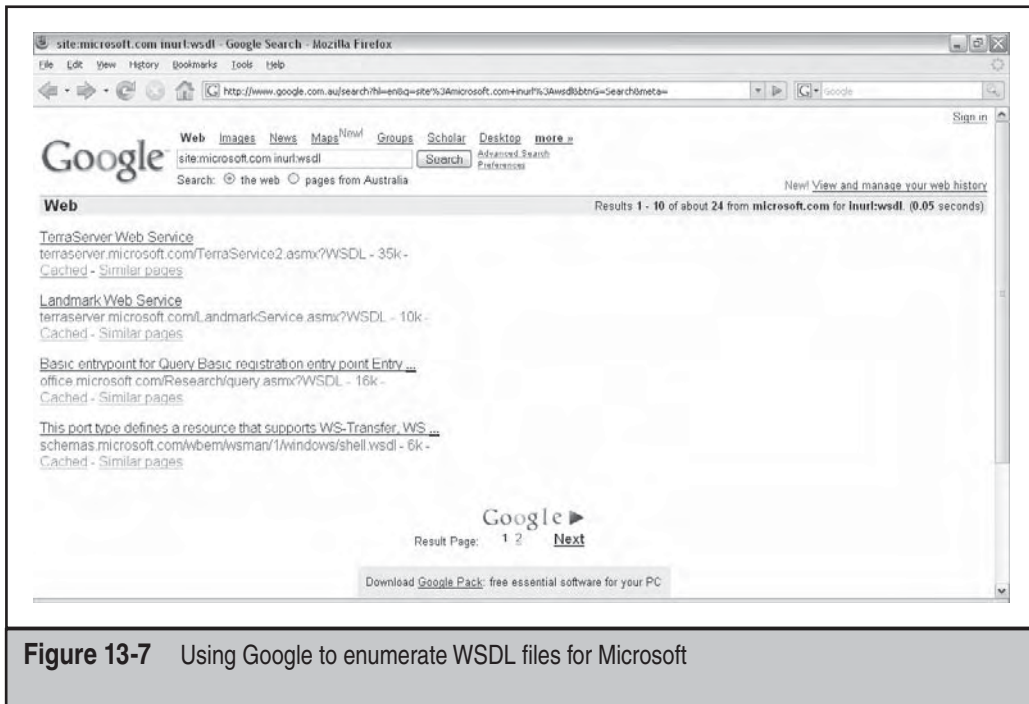 site:microsoft.com inurl:wsdl - Google Search - Mozilla Firefox
File Edit View History Bookmarks Tools Help
http://www.google.com.au/search?hl=en&q=site%3Amicrosoft.com+inurl%3Awsdl&btnG=Search&meta=
Google
Sign in
Web Images News Maps New! Groups Scholar Desktop more »
Google
site:microsoft.com inurl:wsdl
Search
Advanced Search
Preferences
Search: the web pages from Australia
New! View and manage your web history
Web
Results 1 - 10 of about 24 from microsoft.com for inurl:wsdl. (0.05 seconds)
TerraServer Web Service
terraserver.microsoft.com/TerraService2.asmx?WSDL - 35k -
Cached - Similar pages
Landmark Web Service
terraserver.microsoft.com/LandmarkService.asmx?WSDL - 10k -
Cached - Similar pages
Basic entrypoint for Query Basic registration entry point Entry ...
office.microsoft.com/Research/query.asmx?WSDL - 16k -
Cached - Similar pages
This port type defines a resource that supports WS-Transfer, WS ...
schemas.microsoft.com/wbem/wsman/1/windows/shell.wsdl - 6k -
Cached - Similar pages
Google
Result Page: 1 2 Next
Download Google Pack: free essential software for your PC
Figure 13-7 Using Google to enumerate WSDL files for Microsoft